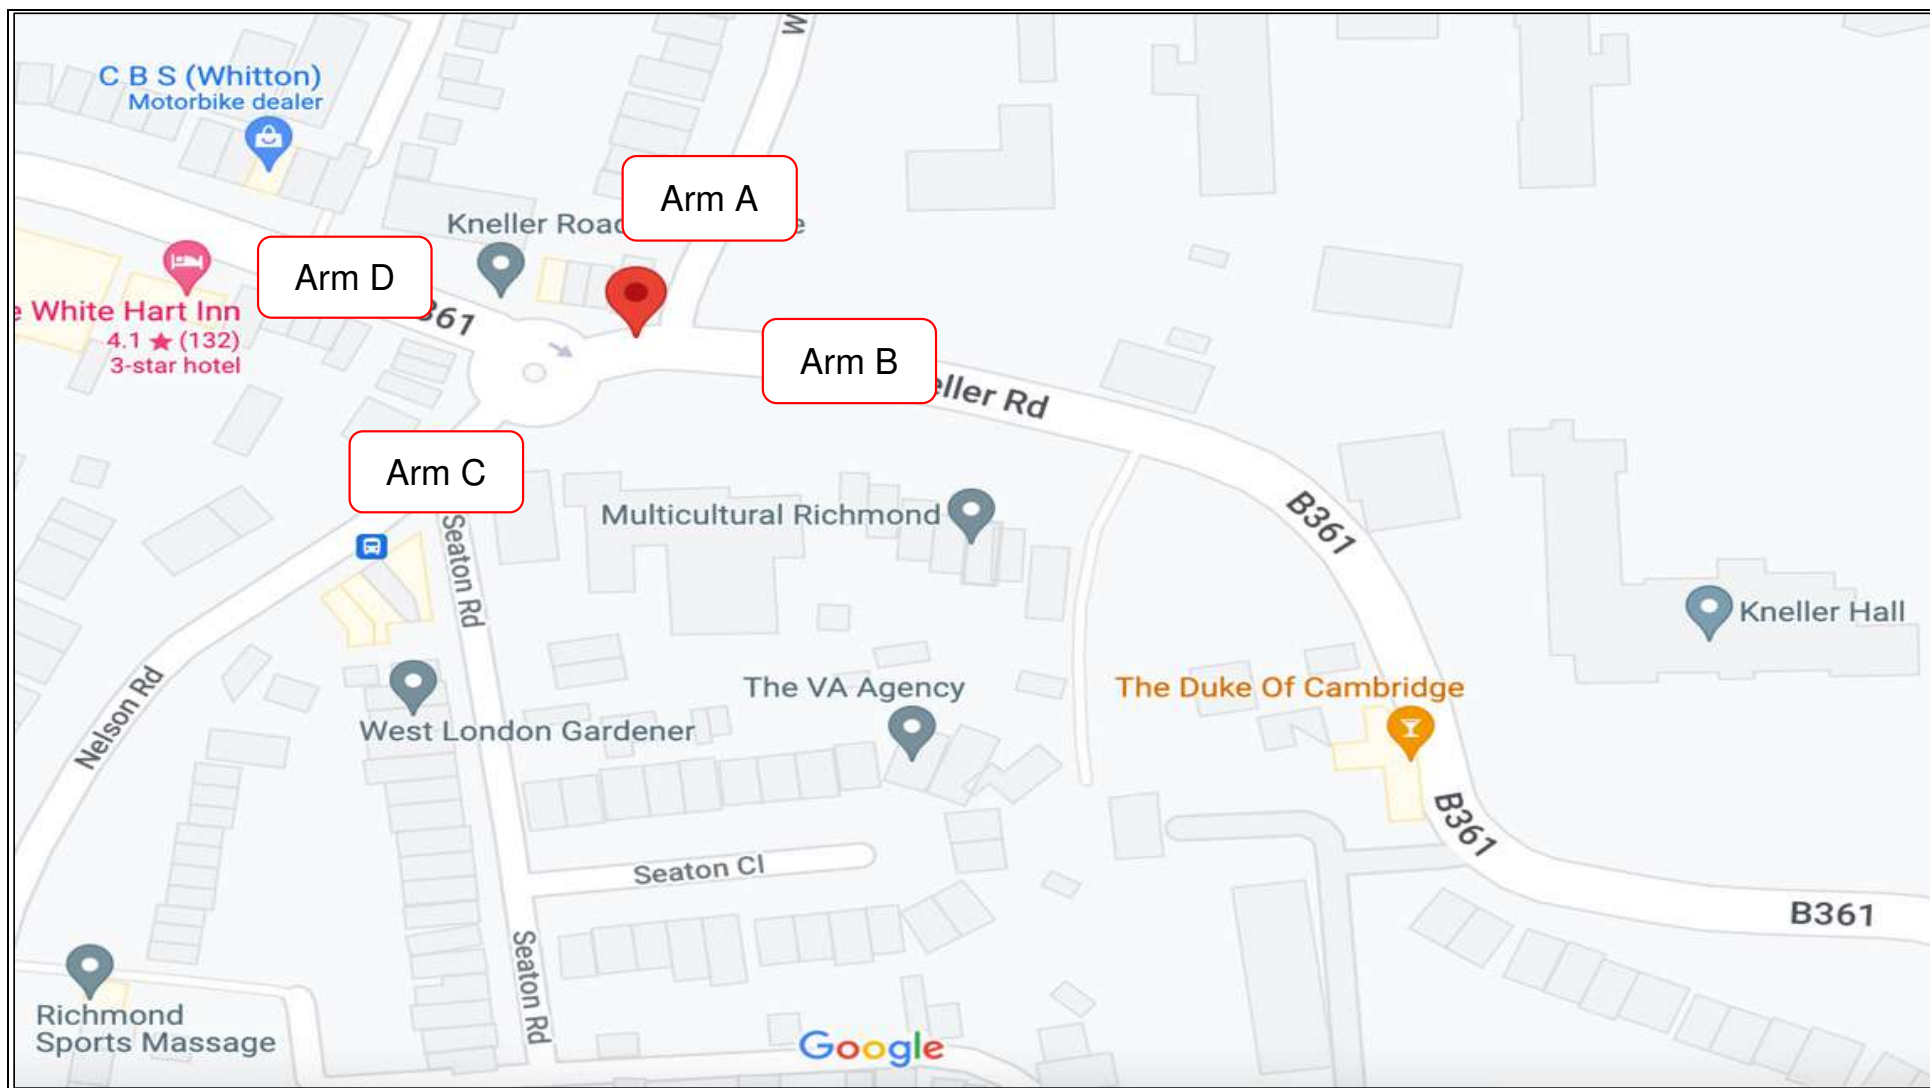 C B S (Whitton)
Motorbike dealer
Arm A
Kneller Road
Arm D
White Hart Inn
4.1 ★ (132)
3-star hotel
Arm B
Kneller Rd
Arm C
Multicultural Richmond
B361
Seaton Rd
Kneller Hall
Nelson Rd
The VA Agency
The Duke Of Cambridge
West London Gardener
B361
Seaton Cl
B361
Seaton Rd
Richmond
Sports Massage
Google